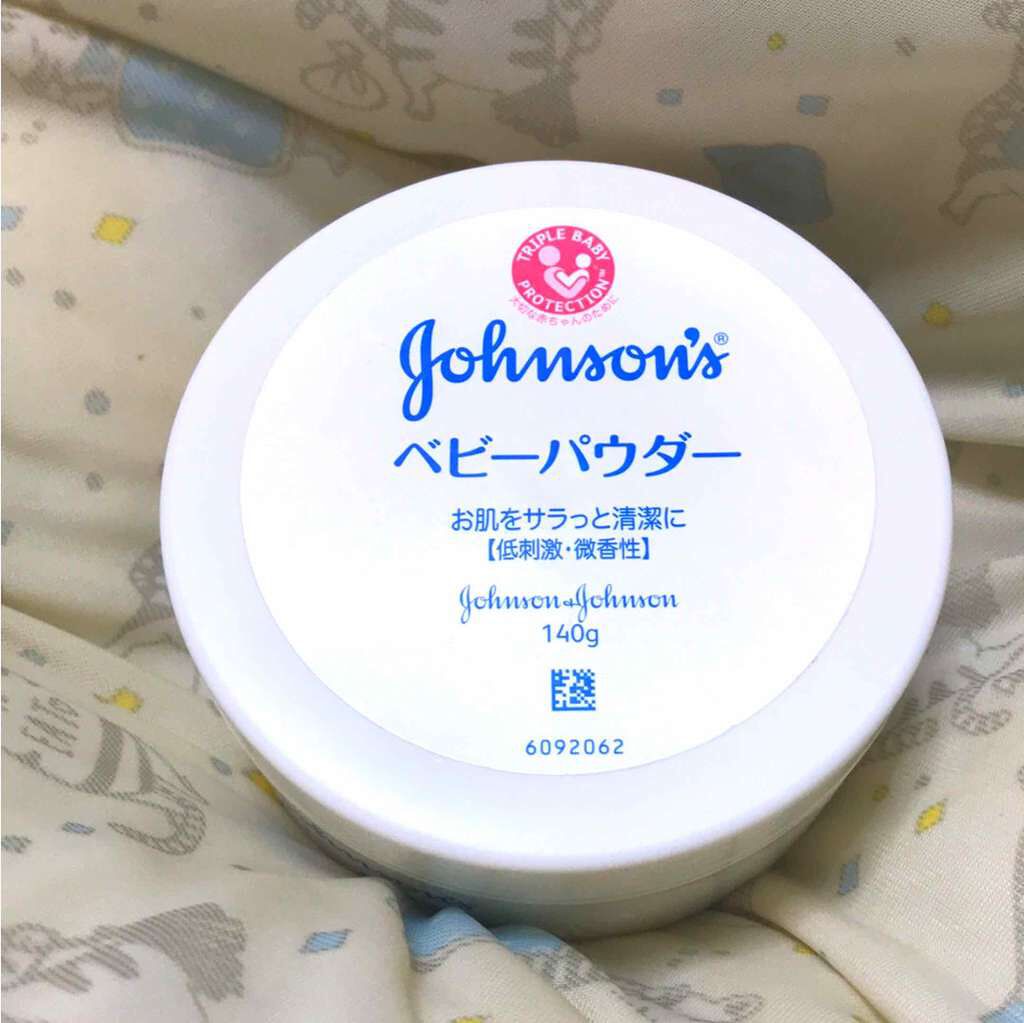 TRIPLE BABY
PROTECTION™
大切な赤ちゃんのために
Johnson's®
ベビーパウダー
お肌をサラっと清潔に
【低刺激・微香性】
Johnson & Johnson
140g
6092062